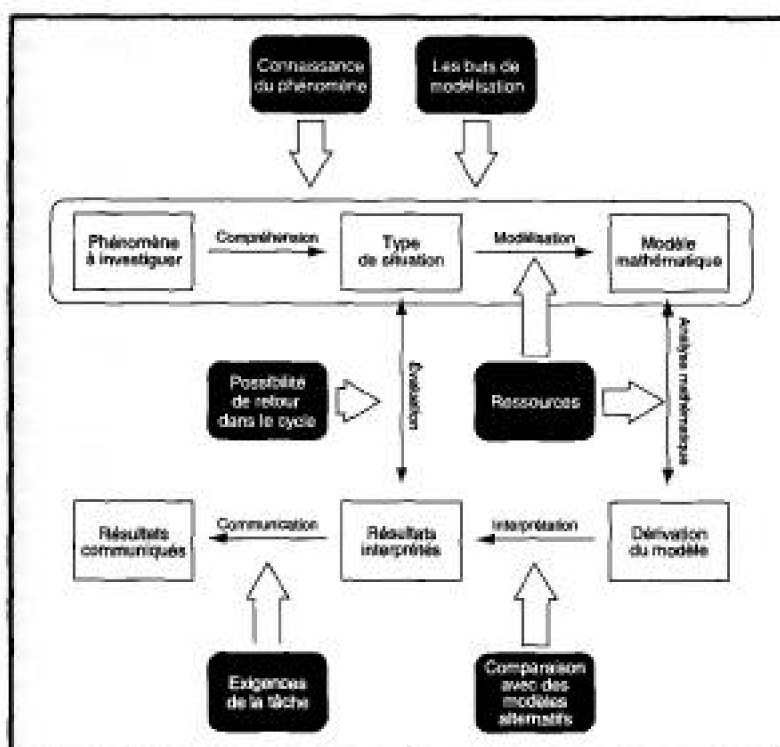 Connaissance
du phénomène
Les buts de
modélisation
Phénomène
à investiguer
Compréhension
Type
de situation
Modélisation
Modèle
mathématique
Possibilité
de retour
dans le cycle
Évaluation
Ressources
Analyse mathématique
Résultats
communiqués
Communication
Résultats
interprétés
Interprétation
Dérivation
du modèle
Exigences
de la tâche
Comparaison
avec des
modèles
alternatifs